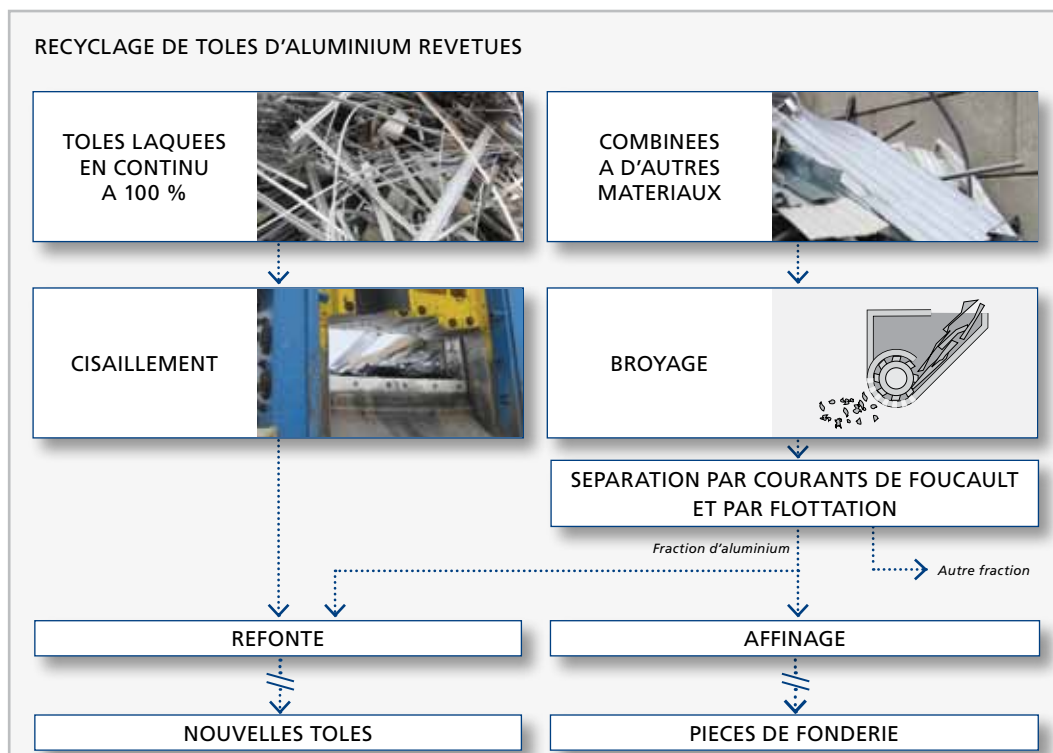 RECYCLAGE DE TOLES D'ALUMINIUM REVETUES
TOLES LAQUEES
EN CONTINU
A 100 %
COMBINEES
A D'AUTRES
MATERIAUX
CISAILLEMENT
BROYAGE
SEPARATION PAR COURANTS DE FOUCAULT
ET PAR FLOTTATION
Fraction d'aluminium
Autre fraction
REFONTE
AFFINAGE
NOUVELLES TOLES
PIECES DE FONDERIE